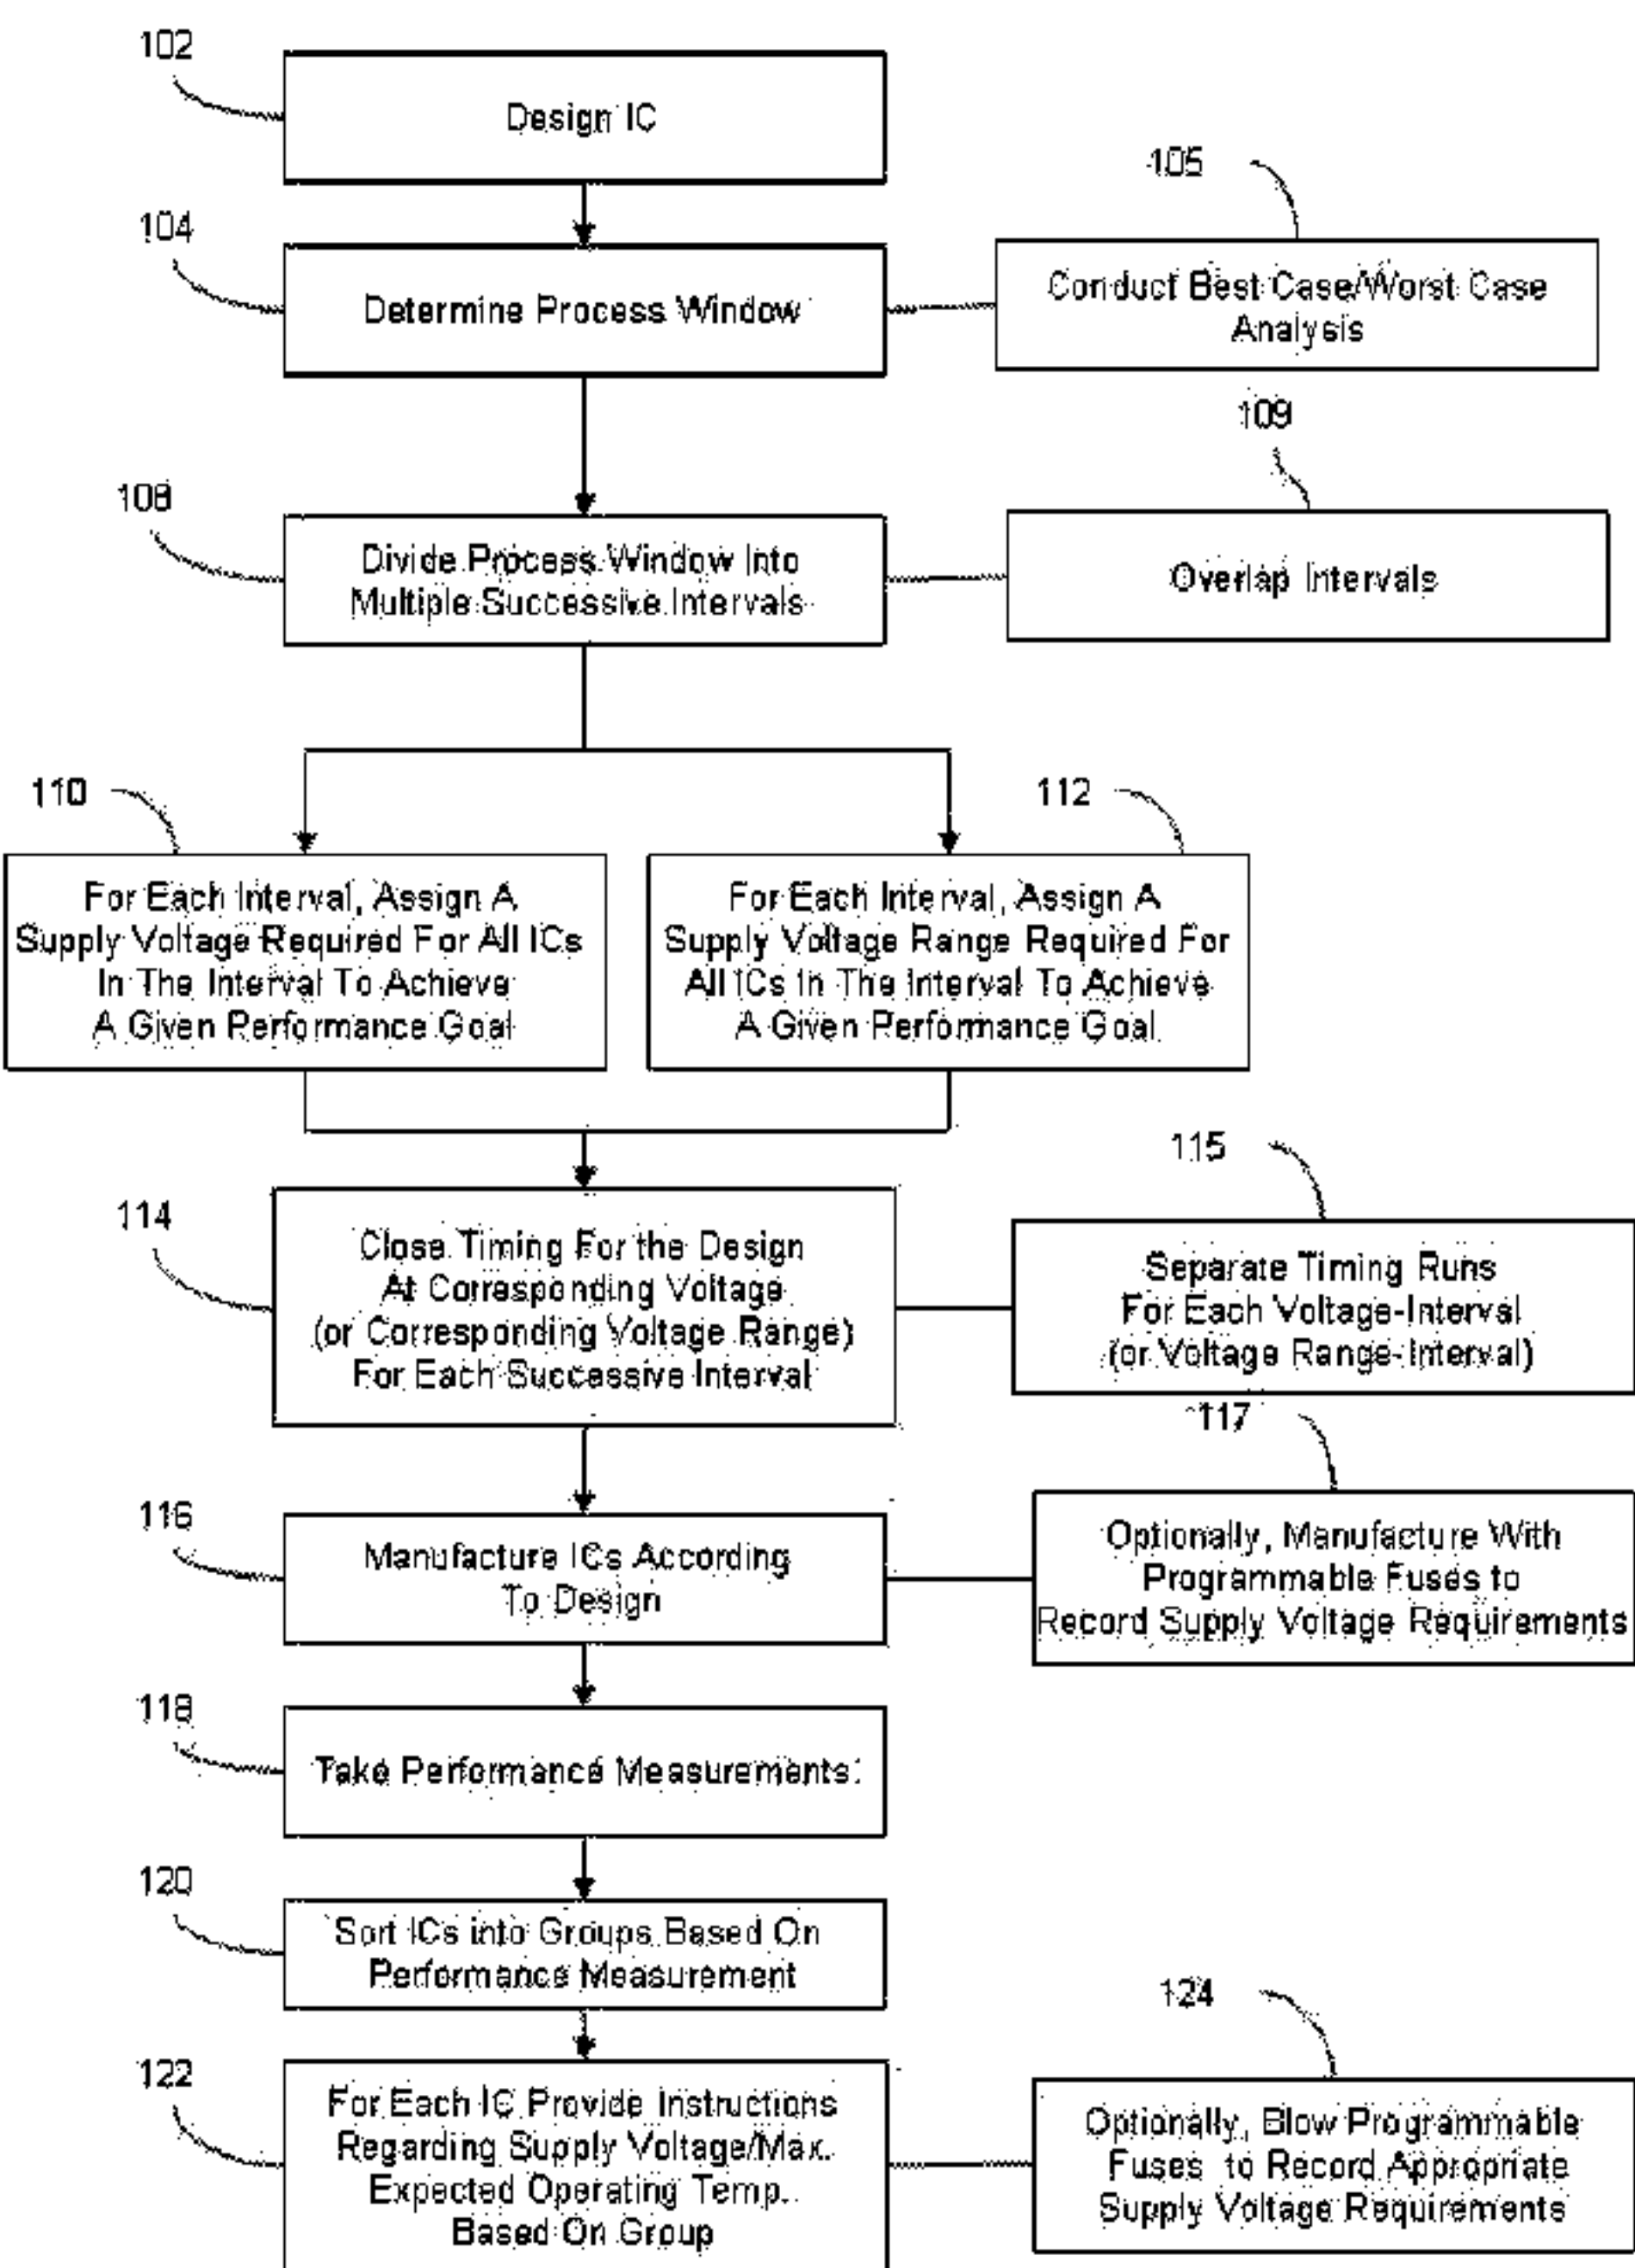 102
Design IC
105
104
Determine Process Window
Conduct Best Case/Worst Case
Analysis
109
108
Divide Process Window Into
Multiple Successive Intervals
Overlap Intervals
110
112
For Each Interval, Assign A
Supply Voltage Required For All ICs
In The Interval To Achieve
A Given Performance Goal
For Each Interval, Assign A
Supply Voltage Range Required For
All ICs In The Interval To Achieve
A Given Performance Goal
115
114
Close Timing For the Design
At Corresponding Voltage
(or Corresponding Voltage Range)
For Each Successive Interval
Separate Timing Runs
For Each Voltage-Interval
(or Voltage Range-Interval)
117
116
Manufacture ICs According
To Design
Optionally, Manufacture With
Programmable Fuses to
Record Supply Voltage Requirements
118
Take Performance Measurements
120
Sort ICs into Groups Based On
Performance Measurement
124
122
For Each IC Provide Instructions
Regarding Supply Voltage/Max.
Expected Operating Temp.
Based On Group
Optionally, Blow Programmable
Fuses to Record Appropriate
Supply Voltage Requirements